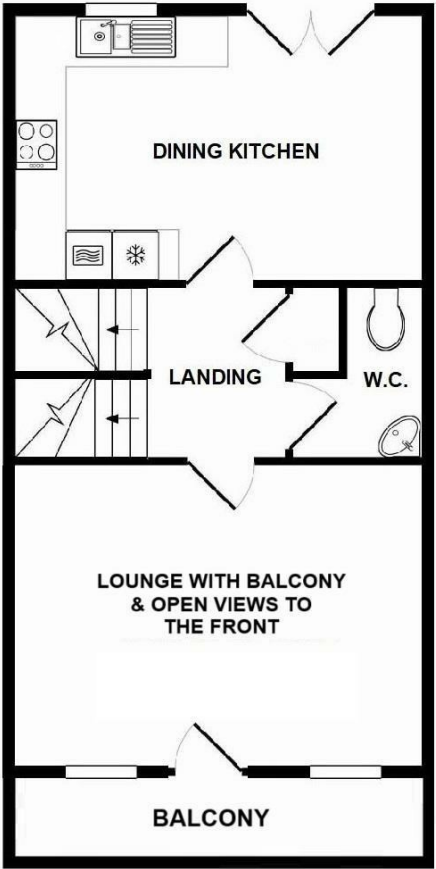 DINING KITCHEN
LANDING
W.C.
LOUNGE WITH BALCONY
& OPEN VIEWS TO
THE FRONT
BALCONY